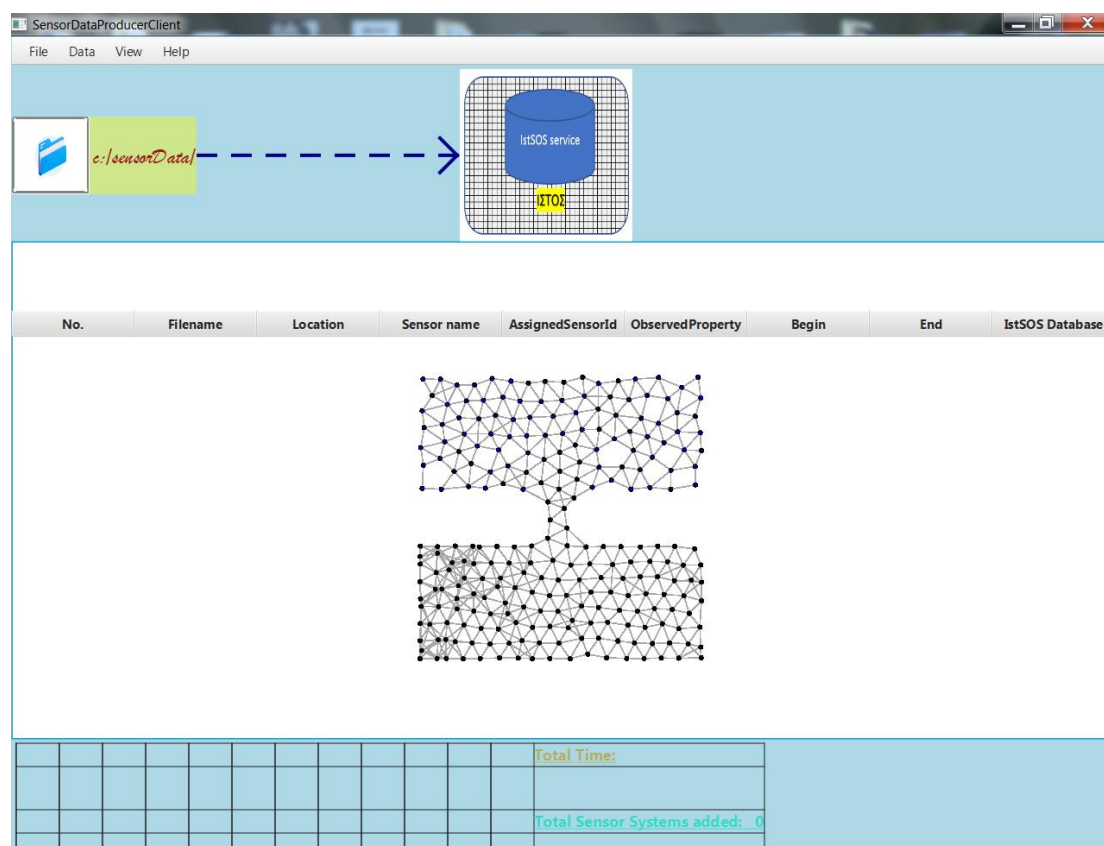 SensorDataProducerClient
File Data View Help
c:/sensorData/
IstSOS service
ΙΣΤΟΣ
No. Filename Location Sensor name AssignedSensorId ObservedProperty Begin End IstSOS Database
Total Time:
Total Sensor Systems added: 0